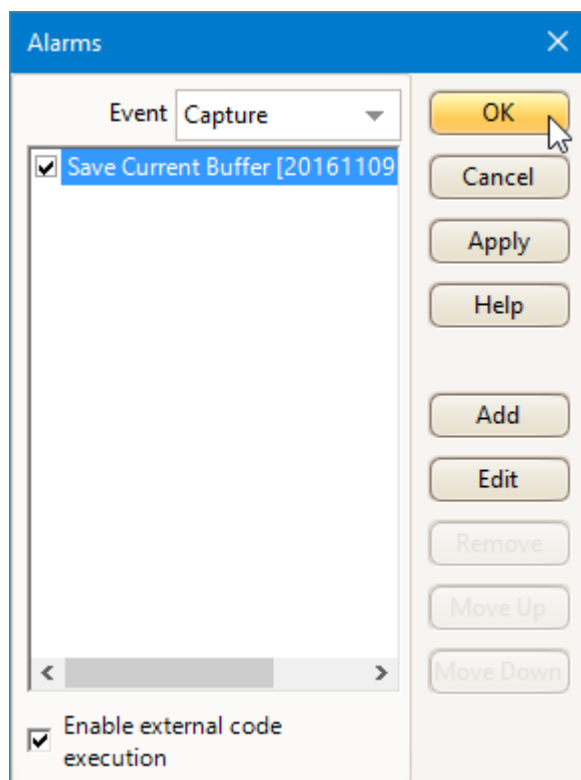 Alarms
Event Capture
Save Current Buffer [20161109
Enable external code
execution
OK
Cancel
Apply
Help
Add
Edit
Remove
Move Up
Move Down